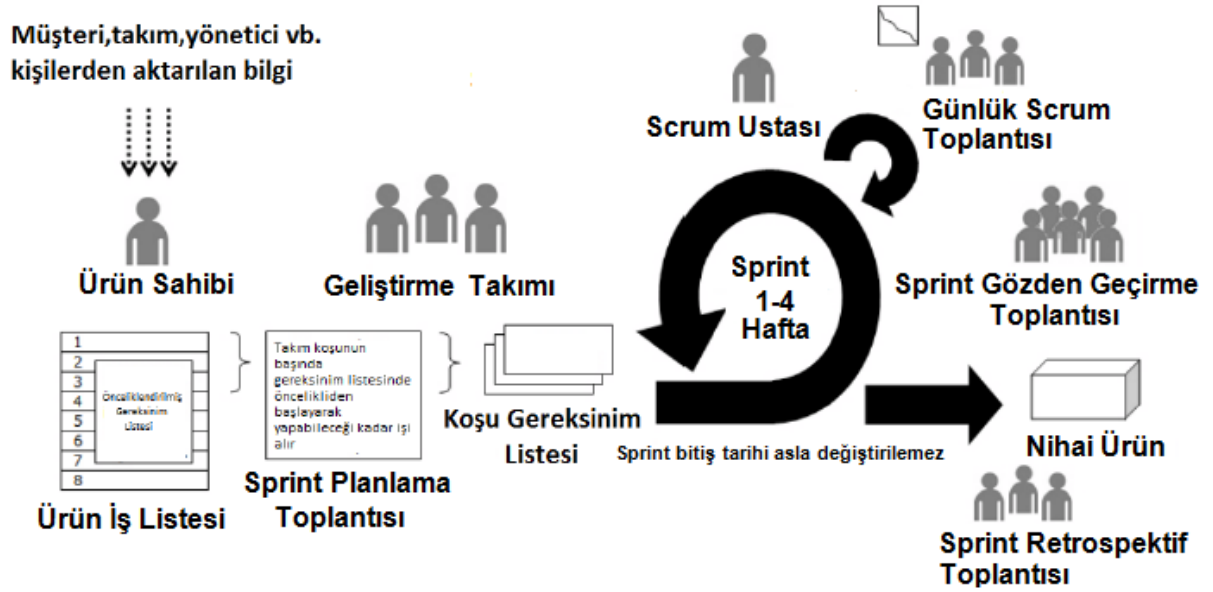 Müşteri,takım,yönetici vb.
kişilerden aktarılan bilgi
Ürün Sahibi
Geliştirme Takımı
Scrum Ustası
Günlük Scrum
Toplantısı
Sprint
1-4
Hafta
Sprint Gözden Geçirme
Toplantısı
1
2
3
4
5
6
7
8
Önceliklendirilmiş
Gereksinim
Listesi
Ürün İş Listesi
Takım koşunun
başında
gereksinim listesinde
öncelikliden
başlayarak
yapabileceği kadar işi
alır
Sprint Planlama
Toplantısı
Koşu Gereksinim
Listesi
Sprint bitiş tarihi asla değiştirilemez
Nihai Ürün
Sprint Retrospektif
Toplantısı